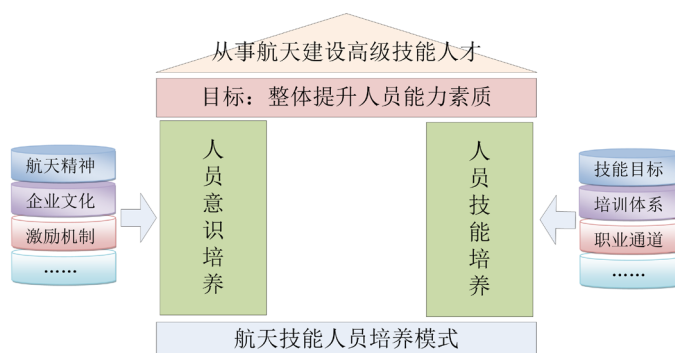 从事航天建设高级技能人才
目标：整体提升人员能力素质
航天精神
企业文化
激励机制
……
人员意识培养
人员技能培养
技能目标
培训体系
职业通道
……
航天技能人员培养模式